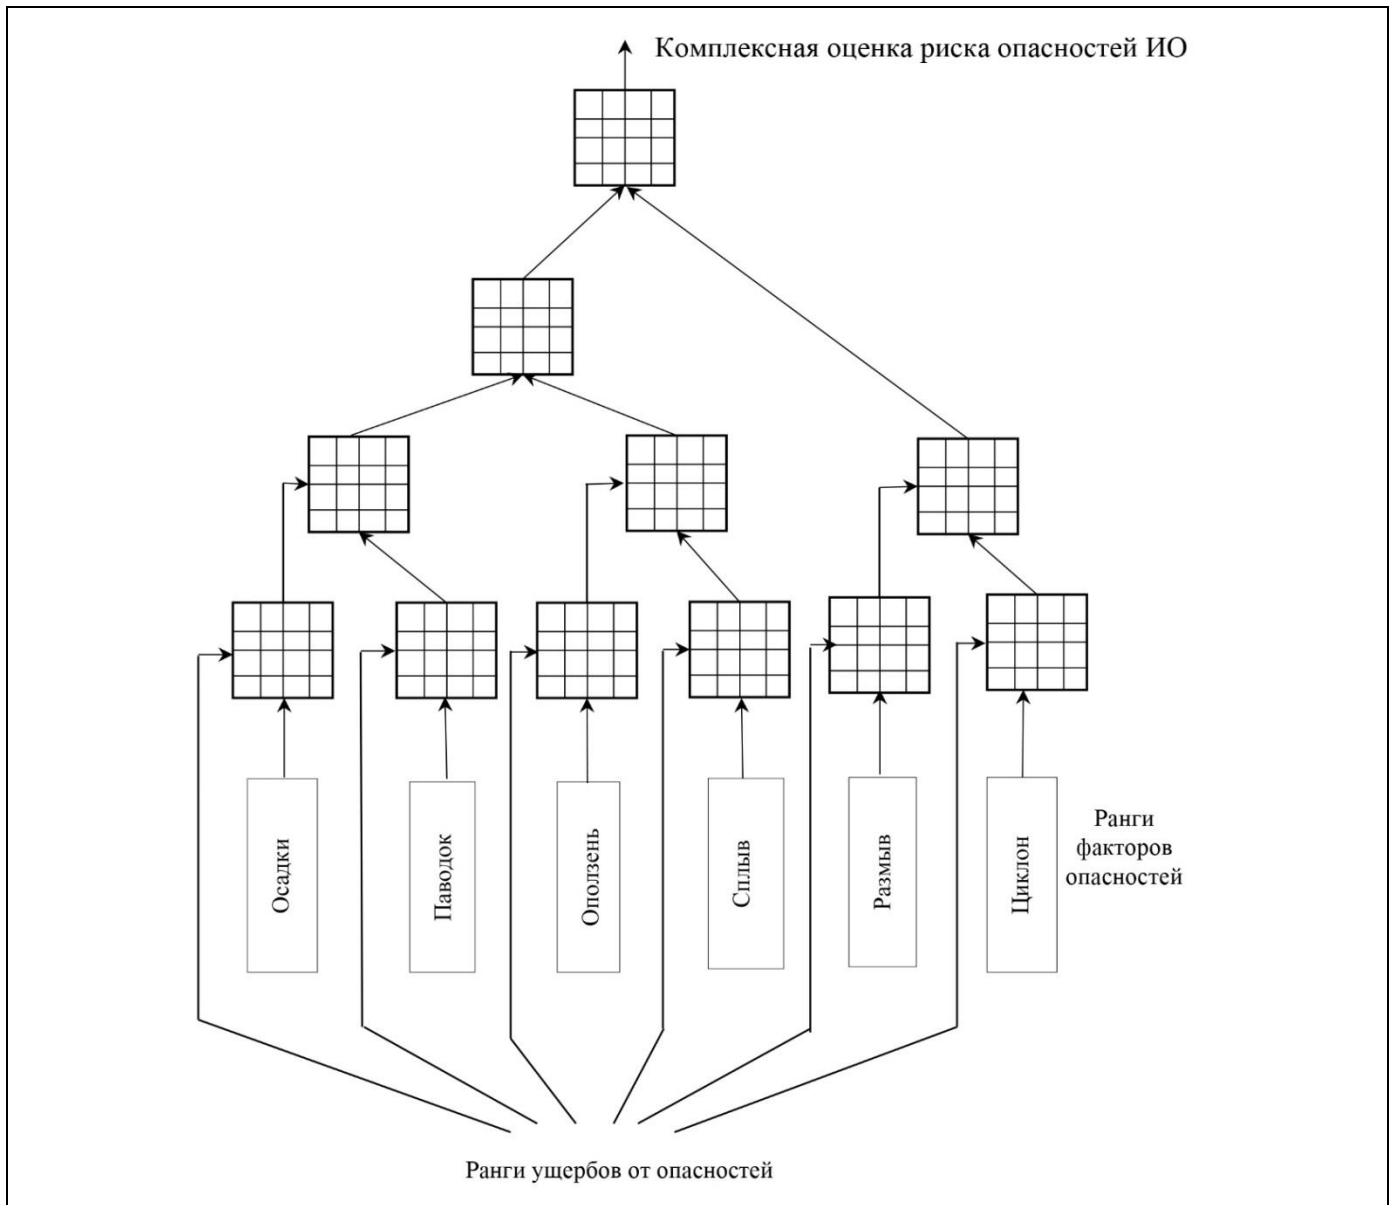 Комплексная оценка риска опасностей ИО
Осадки
Паводок
Оползень
Сплыв
Размыв
Циклон
Ранги
факторов
опасностей
Ранги ущербов от опасностей